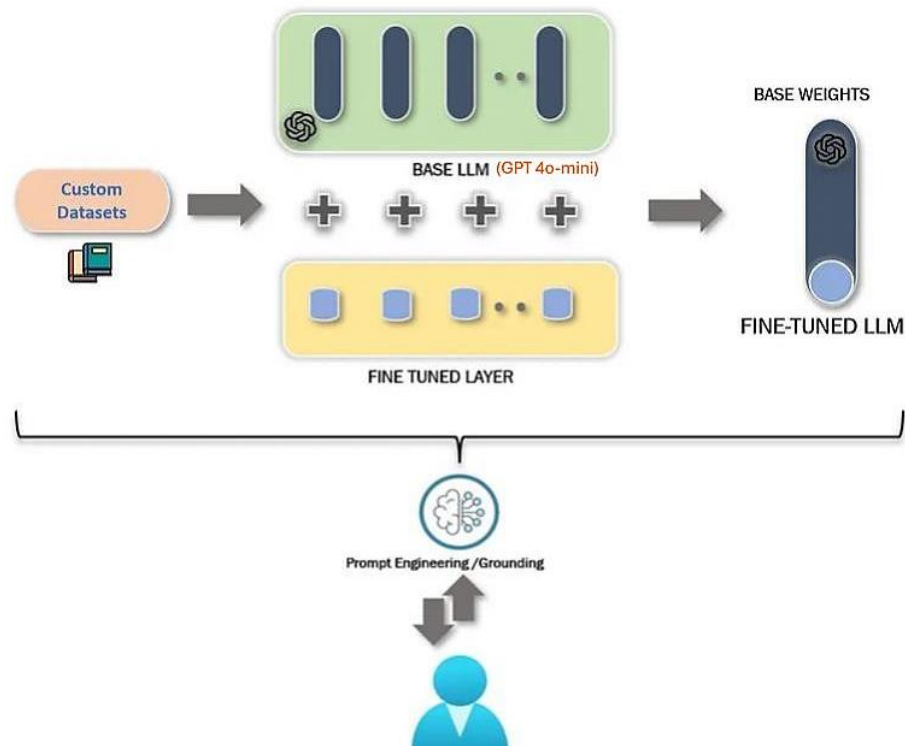 BASE WEIGHTS
BASE LLM (GPT 4o-mini)
Custom
Datasets
FINE-TUNED LLM
FINE TUNED LAYER
Prompt Engineering /Grounding